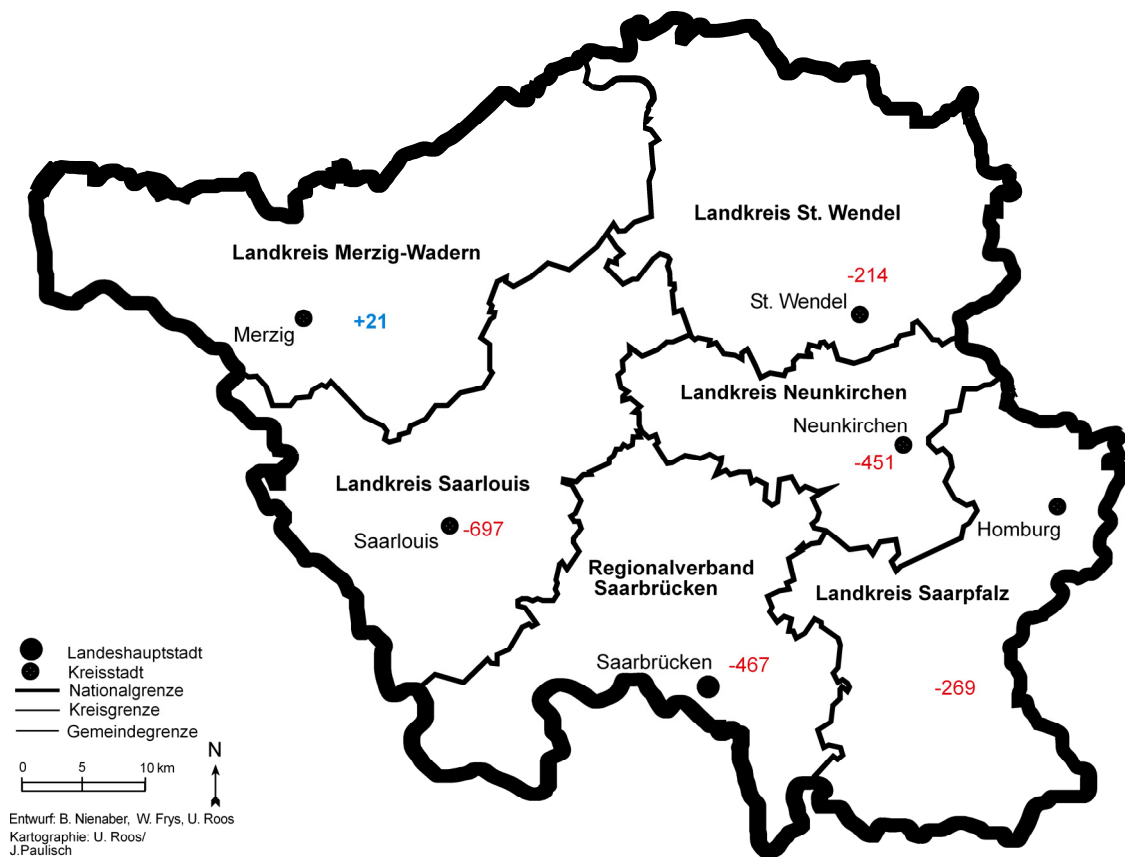 Landkreis St. Wendel
Landkreis Merzig-Wadern
-214
St. Wendel
+21
Merzig
Landkreis Neunkirchen
Neunkirchen
-451
Landkreis Saarlouis
-697
Saarlouis
Homburg
Regionalverband
Saarbrücken
Landkreis Saarpfalz
Saarbrücken
-467
-269
Landeshauptstadt
Kreisstadt
Nationalgrenze
Kreisgrenze
Gemeindegrenze
N
0 5 10 km
Entwurf: B. Nienaber, W. Frys, U. Roos
Kartographie: U. Roos/
J.Paulisch